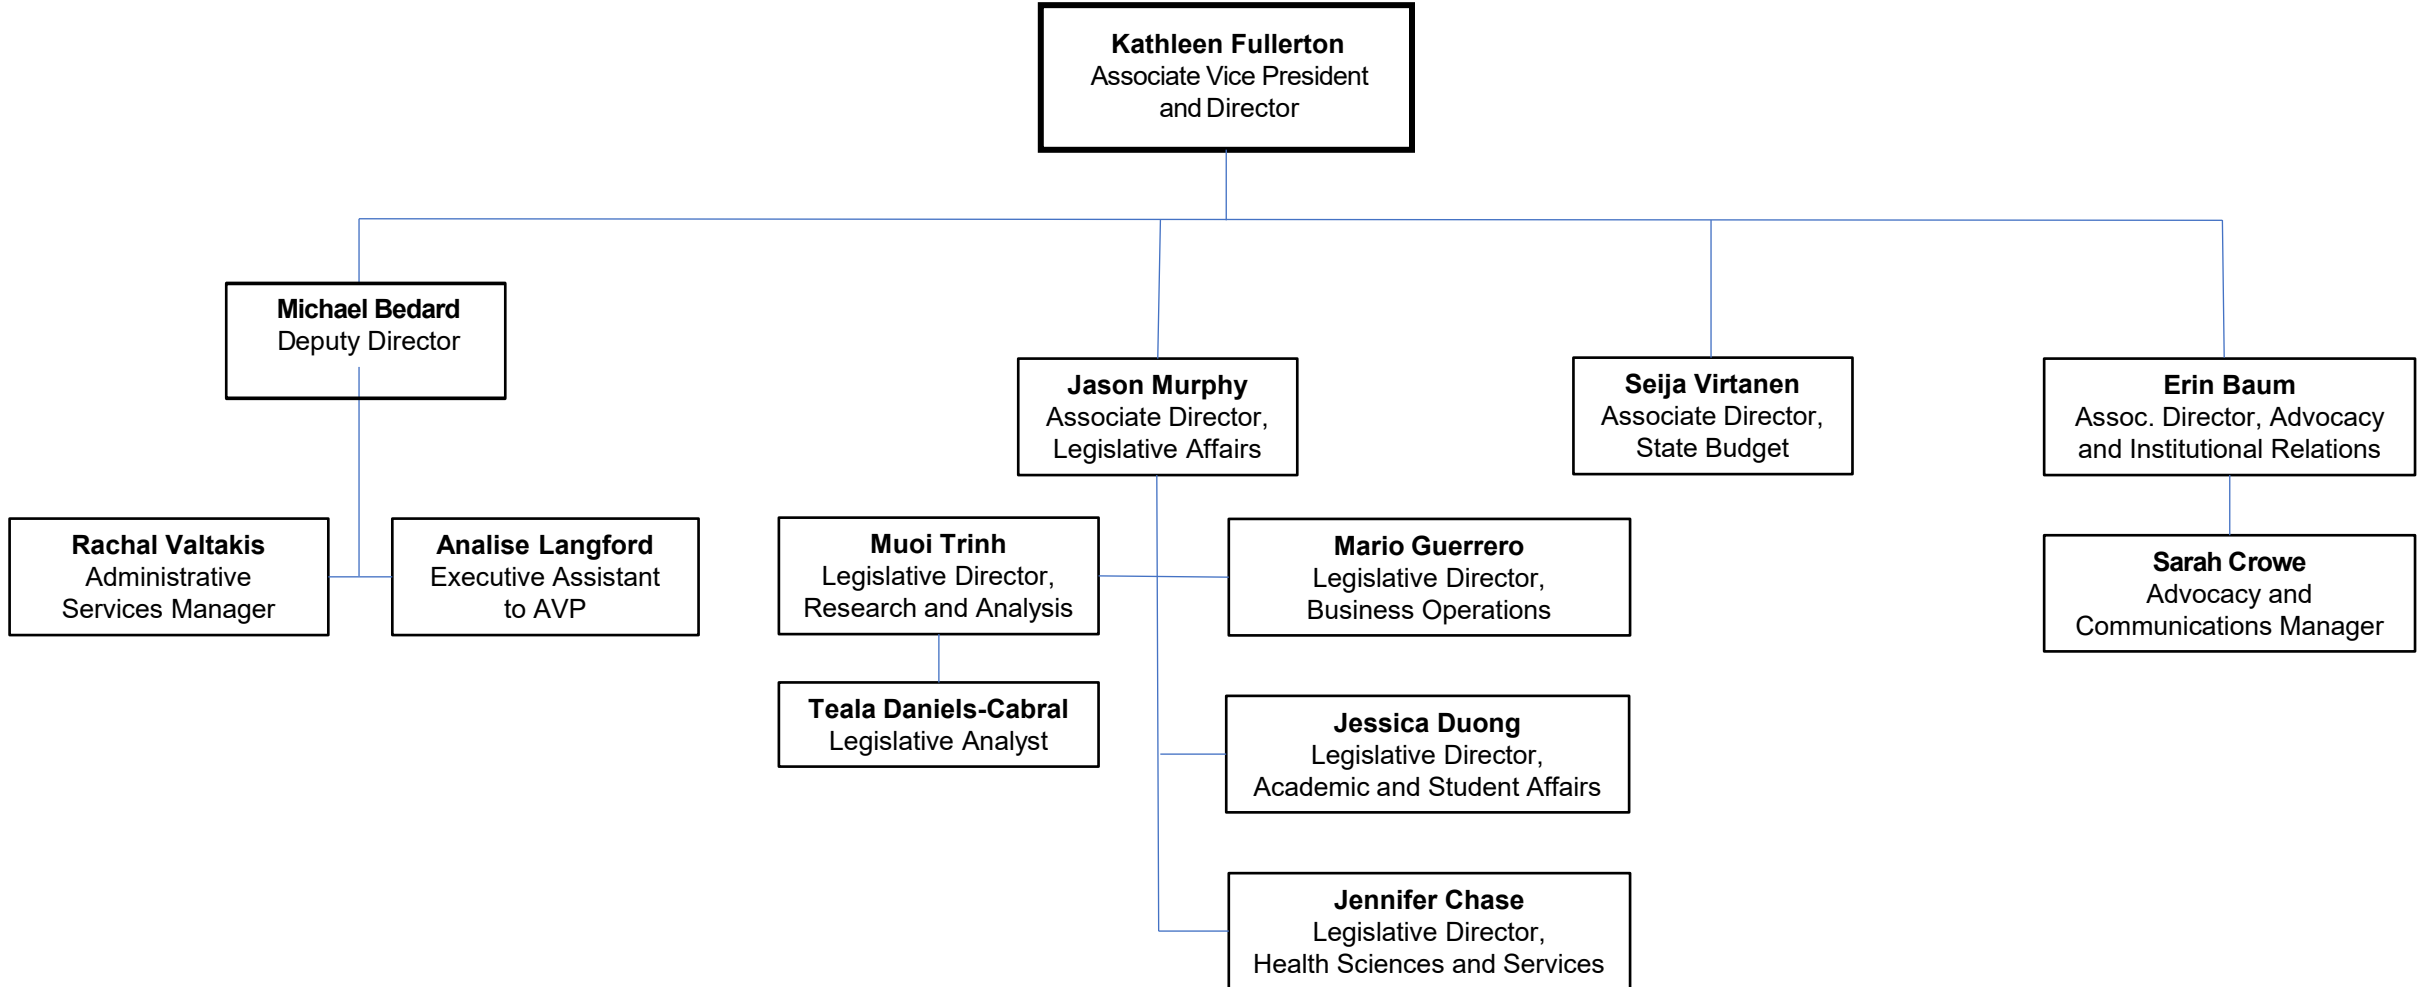 Kathleen Fullerton
Associate Vice President
and Director
Michael Bedard
Deputy Director
Jason Murphy
Associate Director,
Legislative Affairs
Seija Virtanen
Associate Director,
State Budget
Erin Baum
Assoc. Director, Advocacy
and Institutional Relations
Rachal Valtakis
Administrative
Services Manager
Analise Langford
Executive Assistant
to AVP
Muoi Trinh
Legislative Director,
Research and Analysis
Mario Guerrero
Legislative Director,
Business Operations
Sarah Crowe
Advocacy and
Communications Manager
Teala Daniels-Cabral
Legislative Analyst
Jessica Duong
Legislative Director,
Academic and Student Affairs
Jennifer Chase
Legislative Director,
Health Sciences and Services